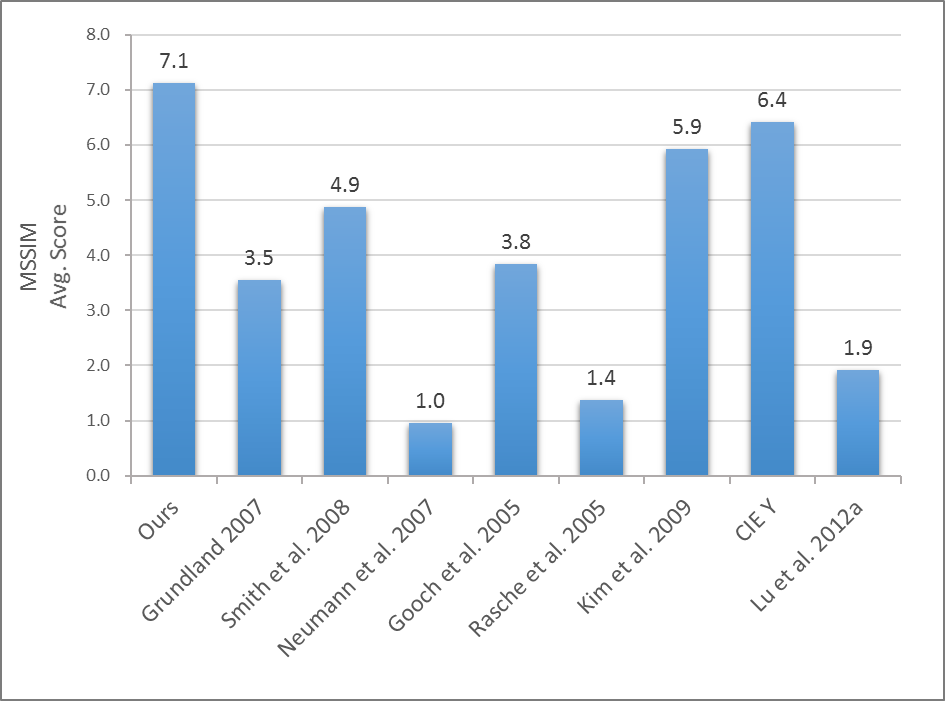 8.0
7.0
6.0
5.0
4.0
3.0
2.0
1.0
0.0
MSSIM
Avg. Score
7.1
3.5
4.9
1.0
3.8
1.4
5.9
6.4
1.9
Ours
Grundland 2007
Smith et al. 2008
Neumann et al. 2007
Gooch et al. 2005
Rasche et al. 2005
Kim et al. 2009
CIE Y
Lu et al. 2012a